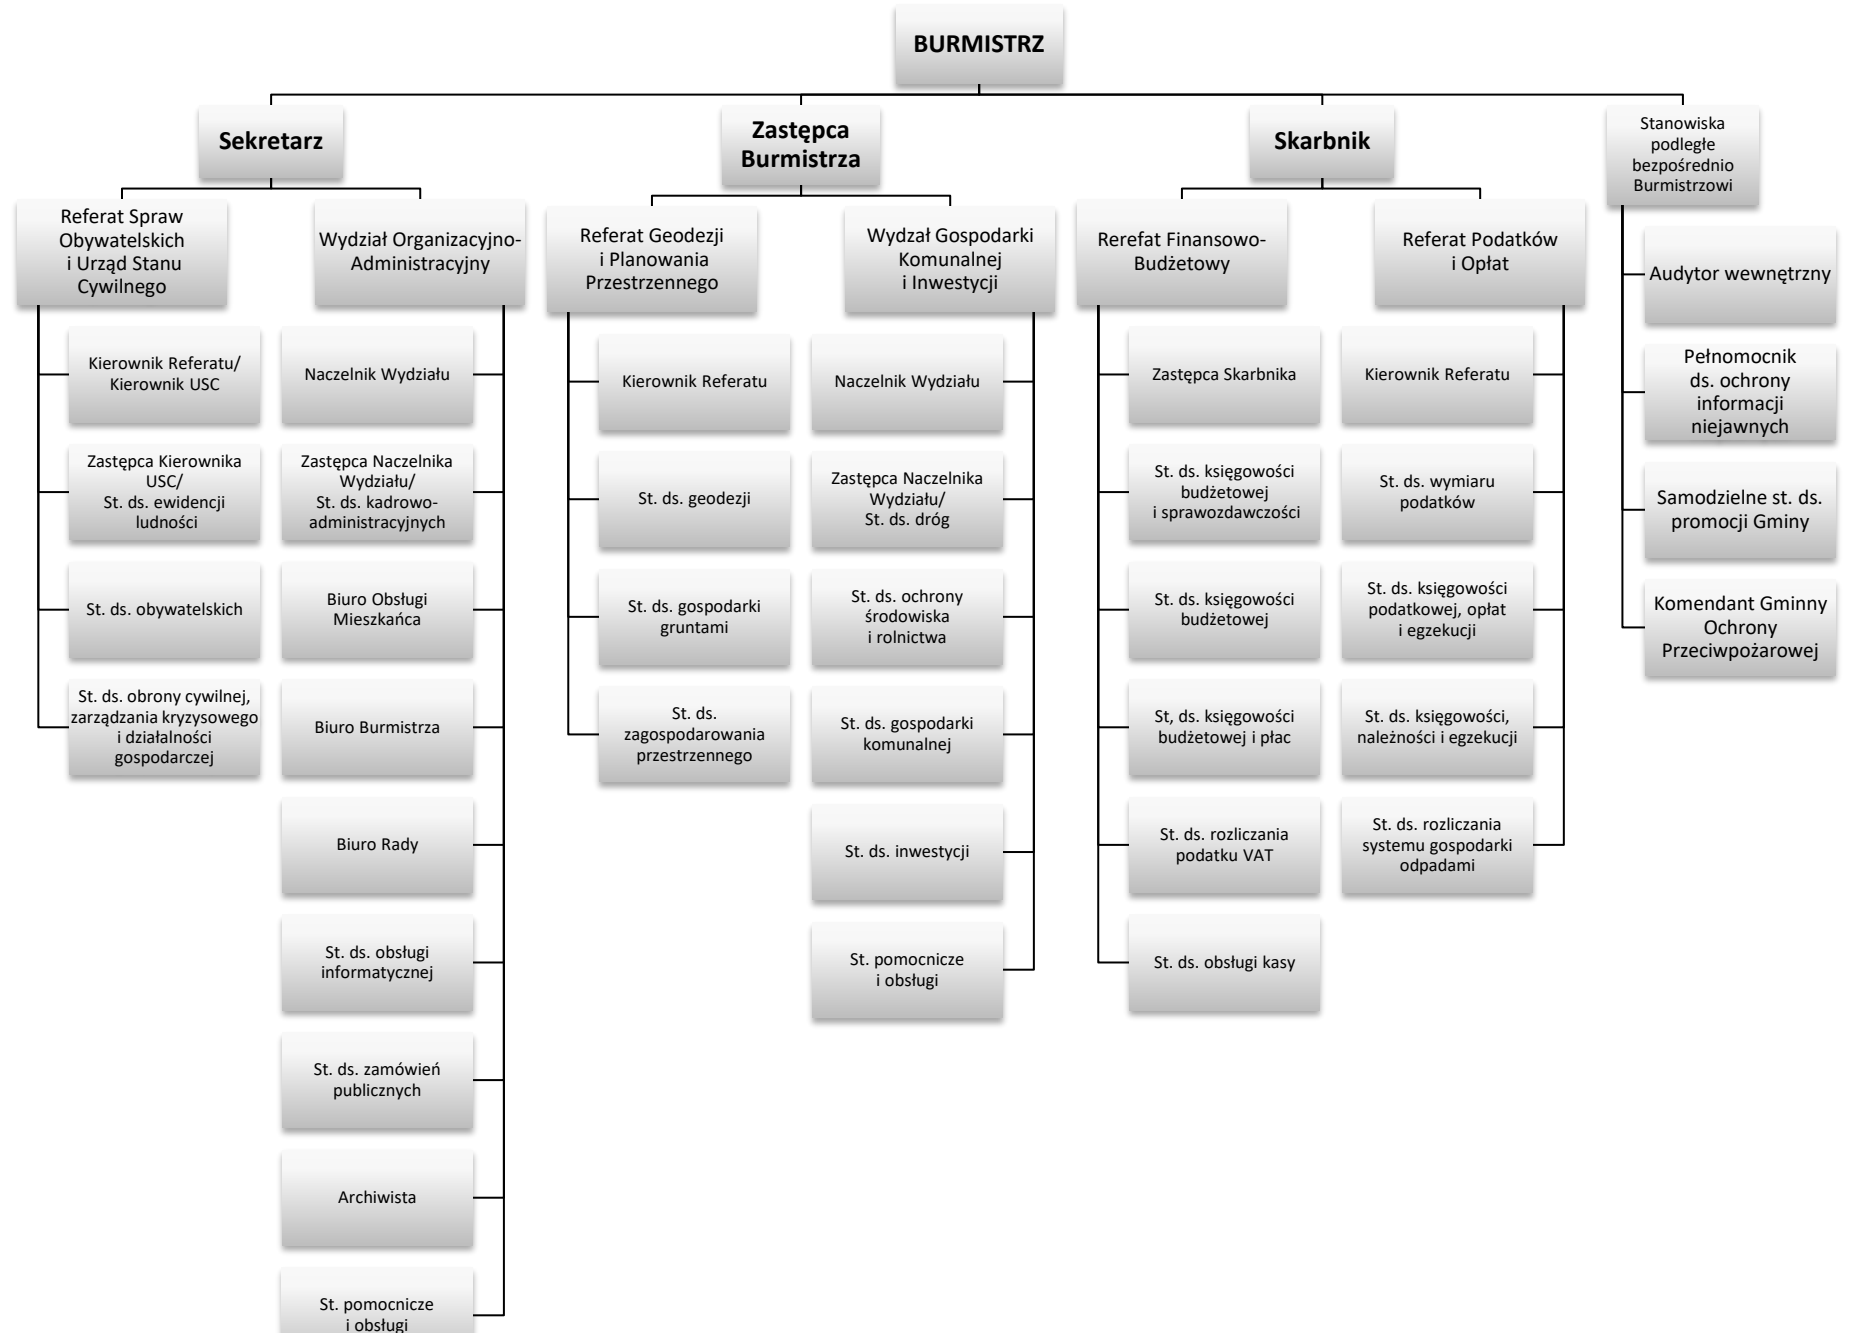 BURMISTRZ
Sekretarz
Zastępca
Burmistrza
Skarbnik
Stanowiska
podległe
bezpośrednio
Burmistrzowi
Referat Spraw
Obywatelskich
i Urząd Stanu
Cywilnego
Wydział Organizacyjno-
Administracyjny
Referat Geodezji
i Planowania
Przestrzennego
Wydzał Gospodarki
Komunalnej
i Inwestycji
Rerefat Finansowo-
Budżetowy
Referat Podatków
i Opłat
Kierownik Referatu/
Kierownik USC
Zastępca Kierownika
USC/
St. ds. ewidencji
ludności
St. ds. obywatelskich
St. ds. obrony cywilnej,
zarządzania kryzysowego
i działalności
gospodarczej
Naczelnik Wydziału
Zastępca Naczelnika
Wydziału/
St. ds. kadrowo-
administracyjnych
Biuro Obsługi
Mieszkańca
Biuro Burmistrza
Biuro Rady
St. ds. obsługi
informatycznej
St. ds. zamówień
publicznych
Archiwista
St. pomocnicze
i obsługi
Kierownik Referatu
St. ds. geodezji
St. ds. gospodarki
gruntami
St. ds.
zagospodarowania
przestrzennego
Naczelnik Wydziału
Zastępca Naczelnika
Wydziału/
St. ds. dróg
St. ds. ochrony
środowiska
i rolnictwa
St. ds. gospodarki
komunalnej
St. ds. inwestycji
St. pomocnicze
i obsługi
Zastępca Skarbnika
St. ds. księgowości
budżetowej
i sprawozdawczości
St. ds. księgowości
budżetowej
St, ds. księgowości
budżetowej i płac
St. ds. rozliczania
podatku VAT
St. ds. obsługi kasy
Kierownik Referatu
St. ds. wymiaru
podatków
St. ds. księgowości
podatkowej, opłat
i egzekucji
St. ds. księgowości,
należności i egzekucji
St. ds. rozliczania
systemu gospodarki
odpadami
Audytor wewnętrzny
Pełnomocnik
ds. ochrony
informacji
niejawnych
Samodzielne st. ds.
promocji Gminy
Komendant Gminny
Ochrony
Przeciwpożarowej